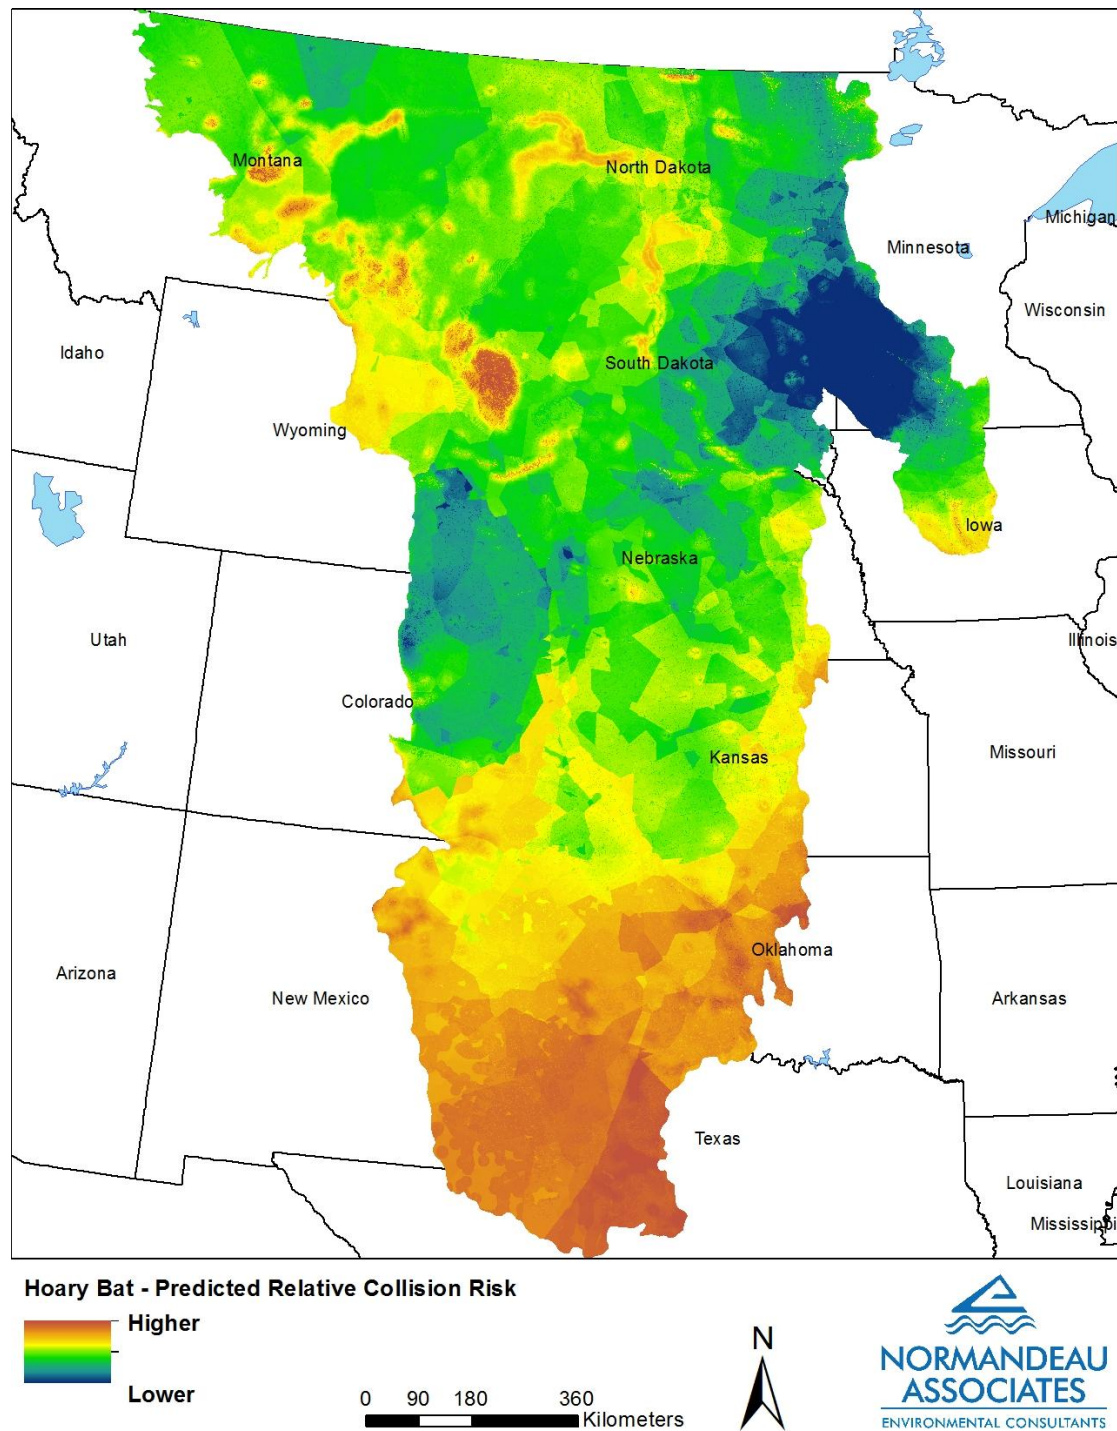 Montana
North Dakota
Michigan
Minnesota
Wisconsin
Idaho
South Dakota
Wyoming
Iowa
Nebraska
Utah
Illinois
Colorado
Kansas
Missouri
Oklahoma
Arizona
New Mexico
Arkansas
Texas
Louisiana
Mississippi
Hoary Bat - Predicted Relative Collision Risk
Higher
Lower
0 90 180 360
Kilometers
N
NORMANDEAU
ASSOCIATES
ENVIRONMENTAL CONSULTANTS